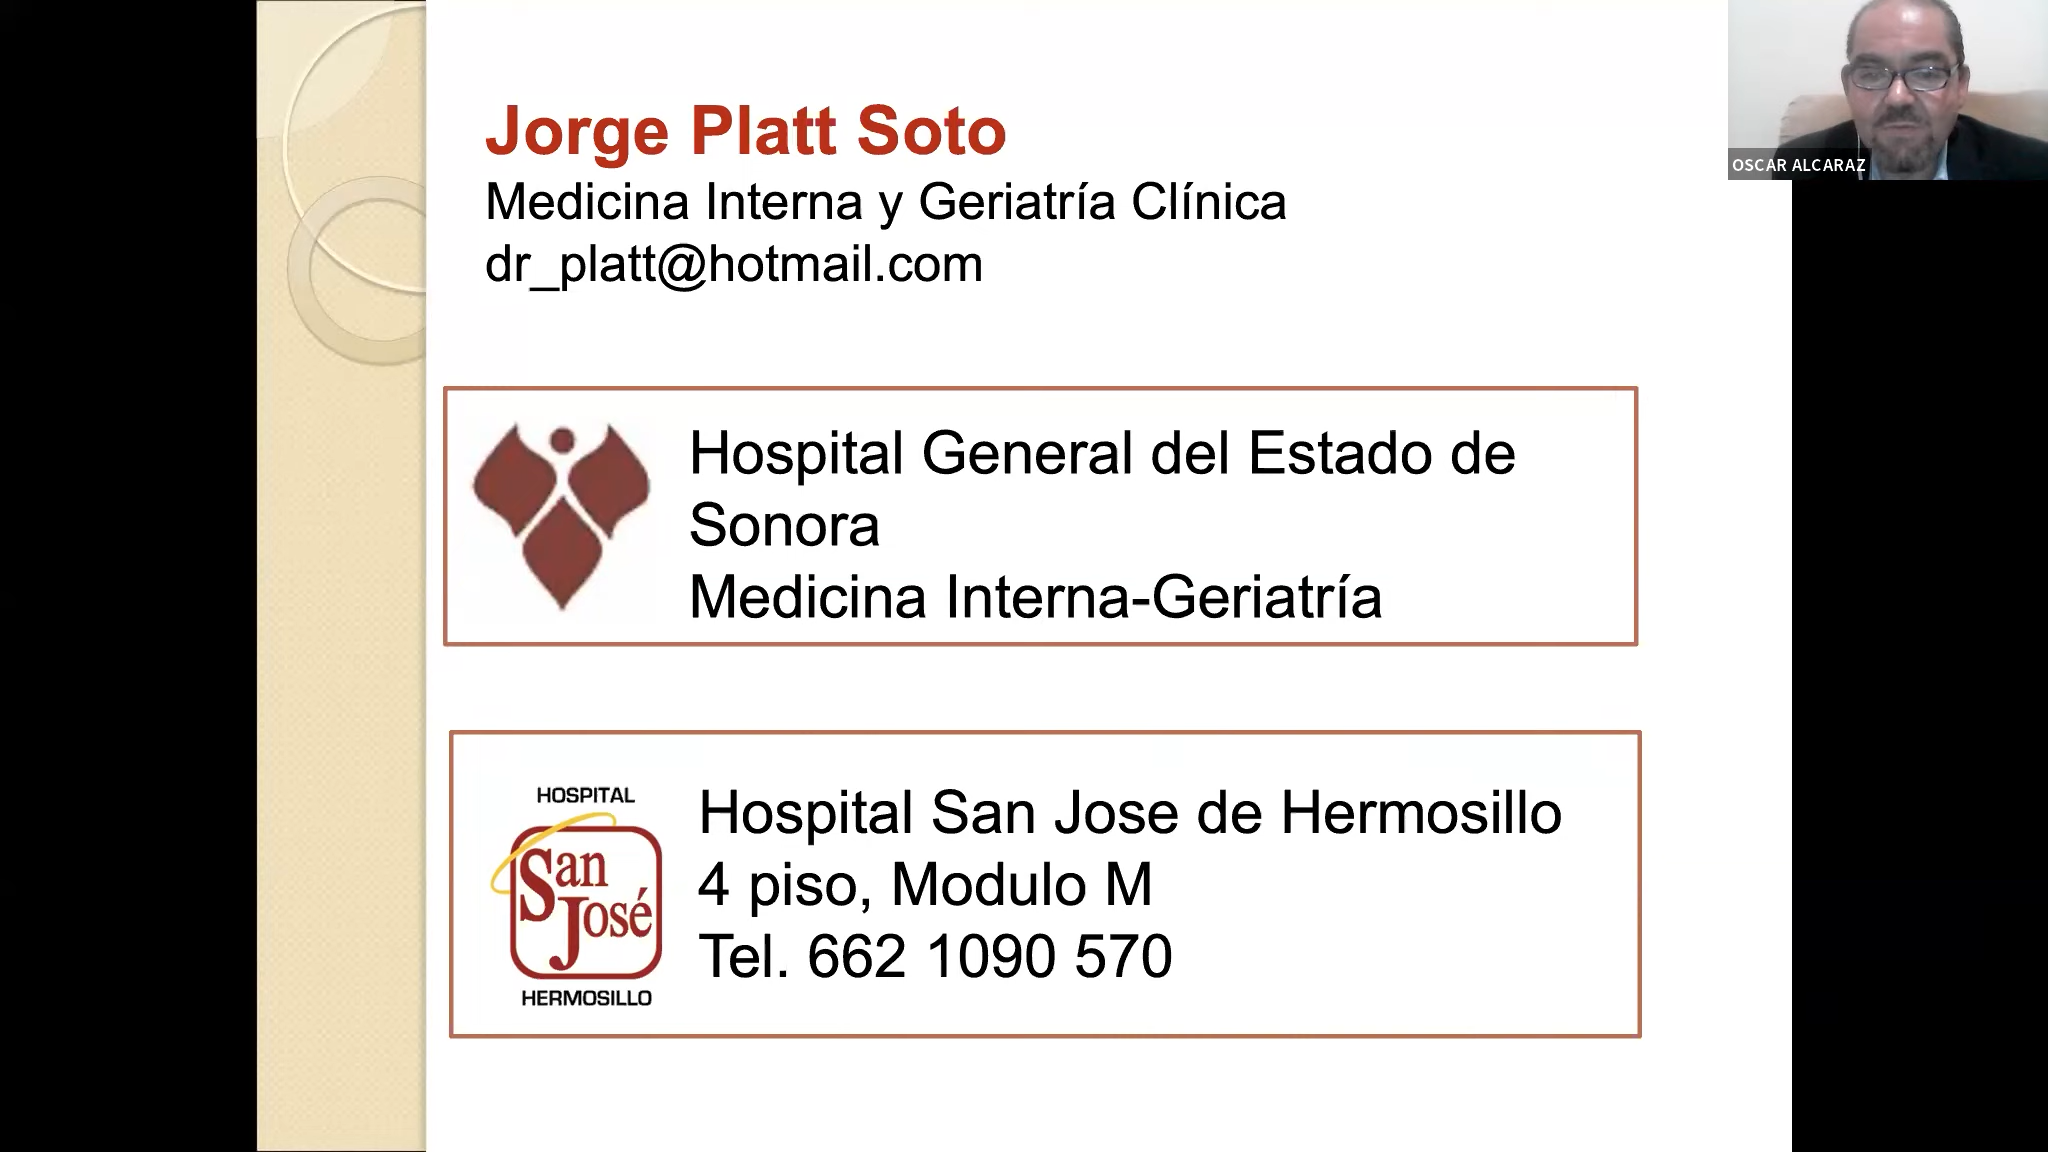 Jorge Platt Soto
Medicina Interna y Geriatría Clínica
dr_platt@hotmail.com
OSCAR ALCARAZ
Hospital General del Estado de
Sonora
Medicina Interna-Geriatría
HOSPITAL
San
José
HERMOSILLO
Hospital San Jose de Hermosillo
4 piso, Modulo M
Tel. 662 1090 570